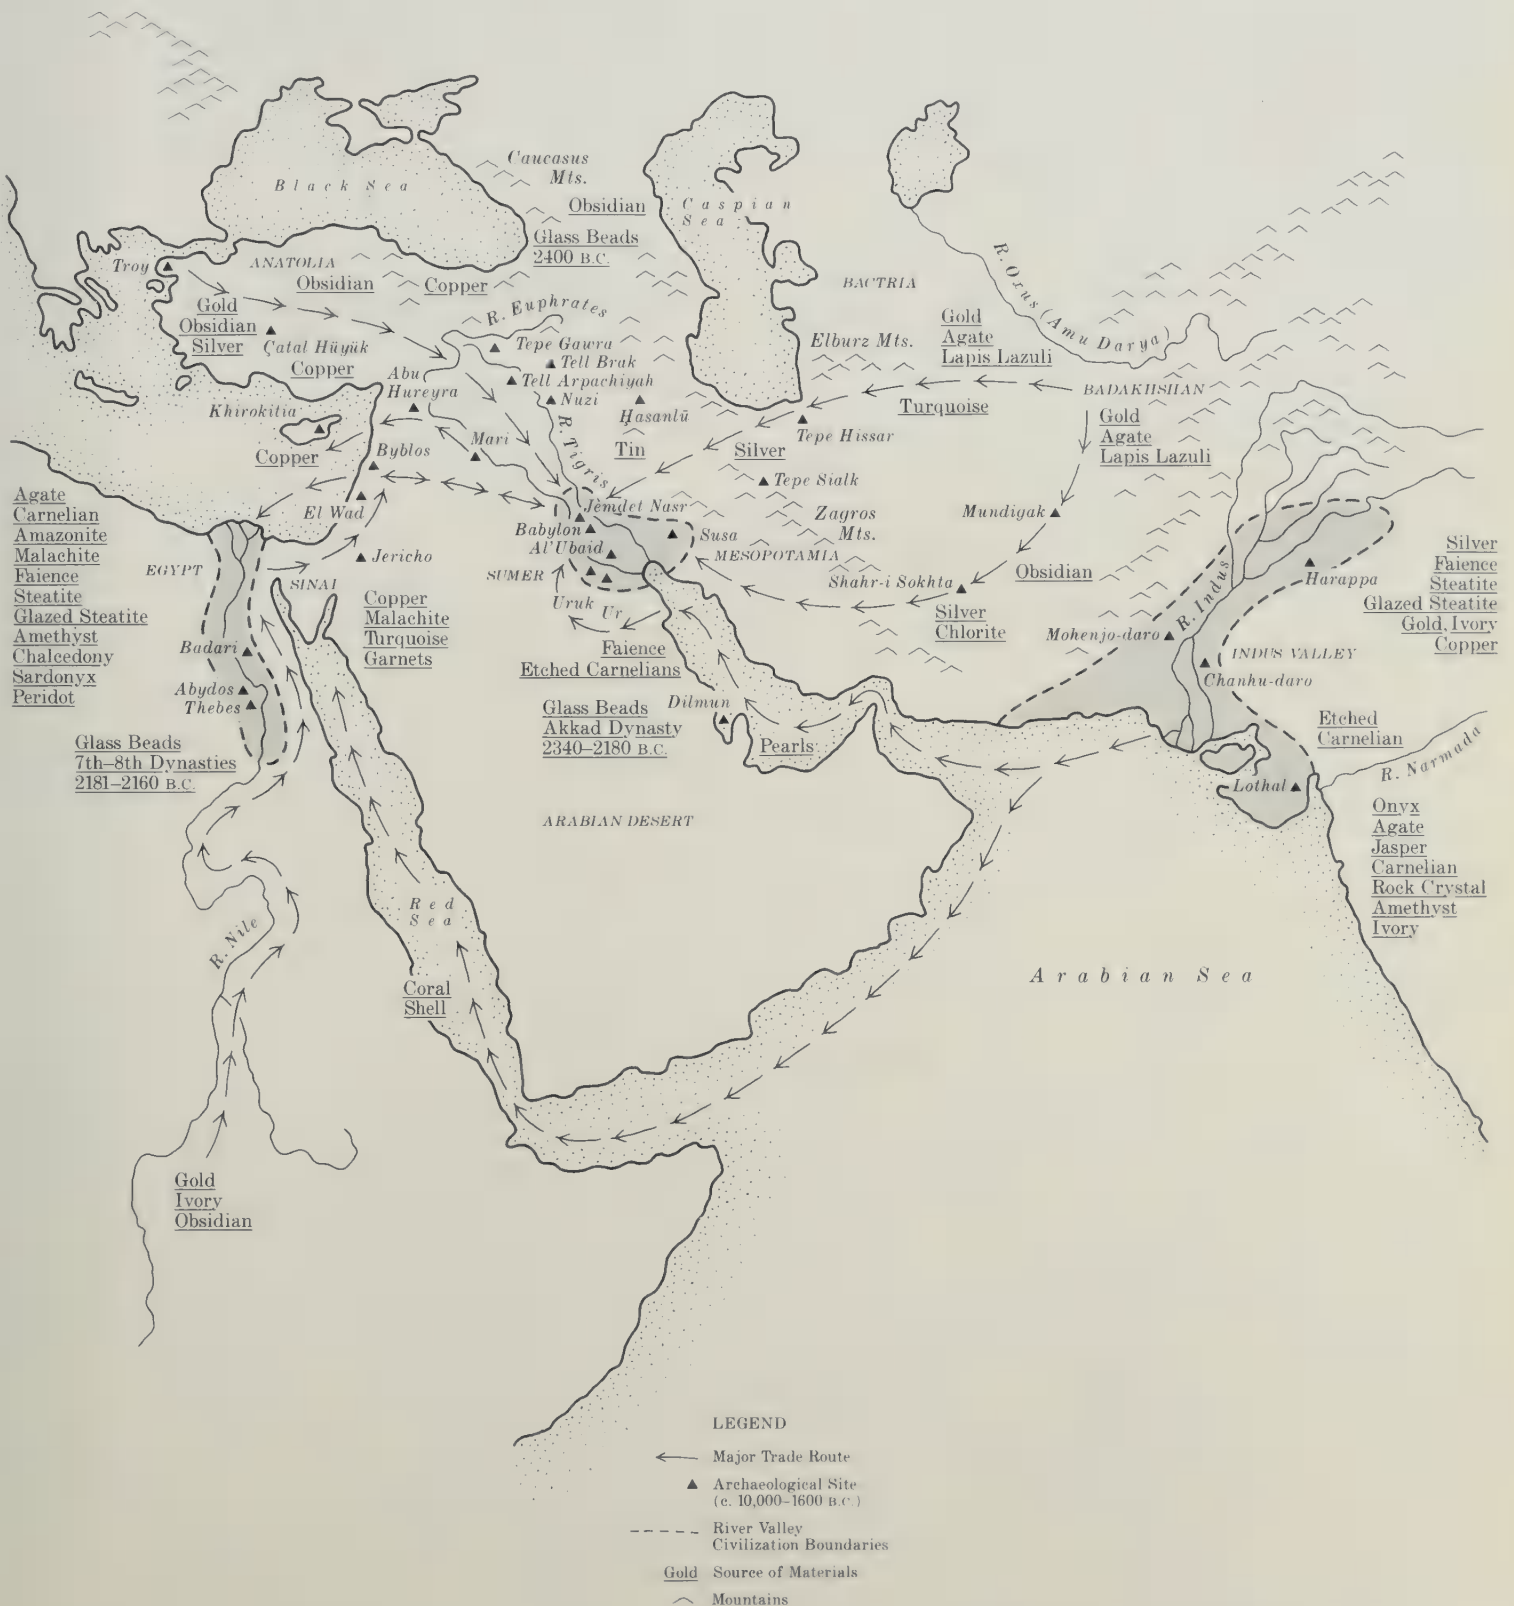 Black Sea
Caucasus
Mts.
Obsidian
Glass Beads
2400 B.C.
Caspian
Sea
Troy
ANATOLIA
Obsidian
Copper
R. Euphrates
BACTRIA
R. Oxus (Amu Darya)
Gold
Obsidian
Silver
Çatal Hüyük
Copper
Tepe Gawra
Tell Brak
Tell Arpachiyah
Nuzi
Abu
Hureyra
Hasanlū
Tin
R. Tigris
Elburz Mts.
Gold
Agate
Lapis Lazuli
Turquoise
BADAKHSHAN
Gold
Agate
Lapis Lazuli
Khirokitia
Copper
Byblos
Mari
Silver
Tepe Hissar
Tepe Sialk
Zagros
Mts.
Mundigak
El Wad
Jericho
Jemdet Nasr
Babylon
Al'Ubaid
Susa
MESOPOTAMIA
SUMER
Uruk
Ur
Shahr-i Sokhta
Obsidian
Silver
Chlorite
Agate
Carnelian
Amazonite
Malachite
Faience
Steatite
Glazed Steatite
Amethyst
Chalcedony
Sardonyx
Peridot
EGYPT
SINAI
Copper
Malachite
Turquoise
Garnets
Badari
Abydos
Thebes
Glass Beads
7th–8th Dynasties
2181–2160 B.C.
Faience
Etched Carnelians
Glass Beads
Akkad Dynasty
2340–2180 B.C.
Dilmun
Pearls
ARABIAN DESERT
R. Indus
Harappa
Silver
Faience
Steatite
Glazed Steatite
Gold, Ivory
Copper
Mohenjo-daro
INDUS VALLEY
Chanhu-daro
Etched
Carnelian
R. Narmada
Lothal
Onyx
Agate
Jasper
Carnelian
Rock Crystal
Amethyst
Ivory
Red
Sea
R. Nile
Coral
Shell
Arabian Sea
Gold
Ivory
Obsidian
LEGEND
Major Trade Route
Archaeological Site
(c. 10,000–1600 B.C.)
River Valley
Civilization Boundaries
Gold Source of Materials
Mountains